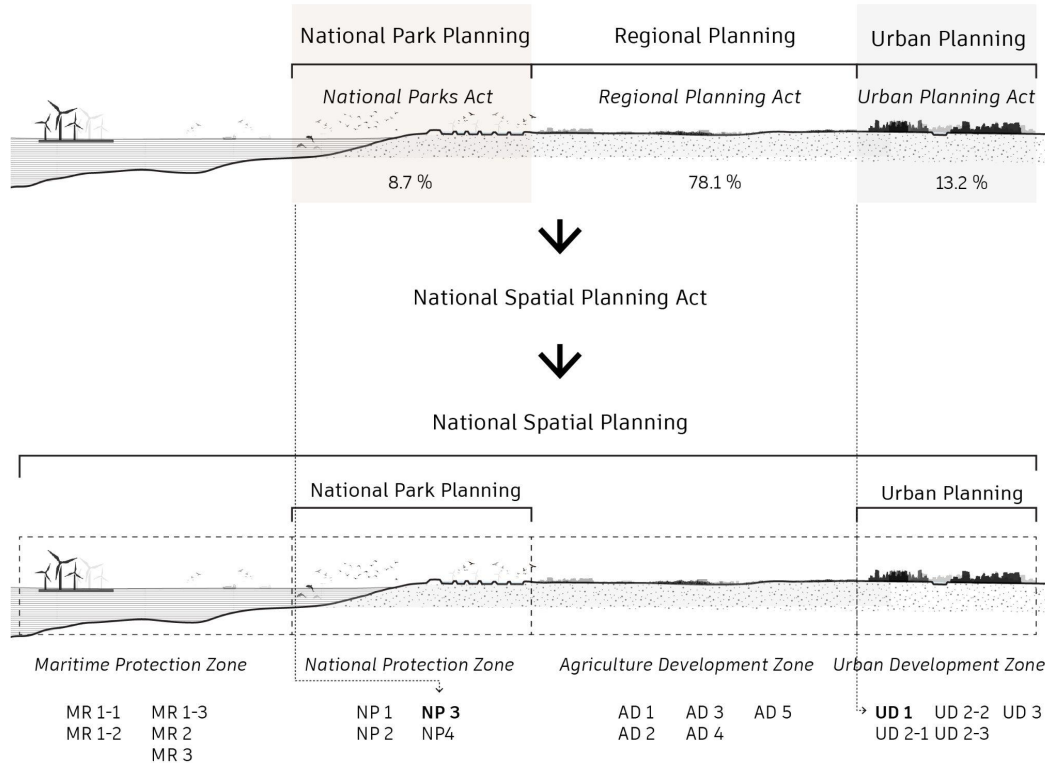 National Park Planning Regional Planning Urban Planning
National Parks Act Regional Planning Act Urban Planning Act
8.7 % 78.1 % 13.2 %
National Spatial Planning Act
National Spatial Planning
National Park Planning Urban Planning
Maritime Protection Zone National Protection Zone Agriculture Development Zone Urban Development Zone
MR 1-1 MR 1-3 NP 1 NP 3 AD 1 AD 3 AD 5 UD 1 UD 2-2 UD 3
MR 1-2 MR 2 NP 2 NP4 AD 2 AD 4 UD 2-1 UD 2-3
MR 3